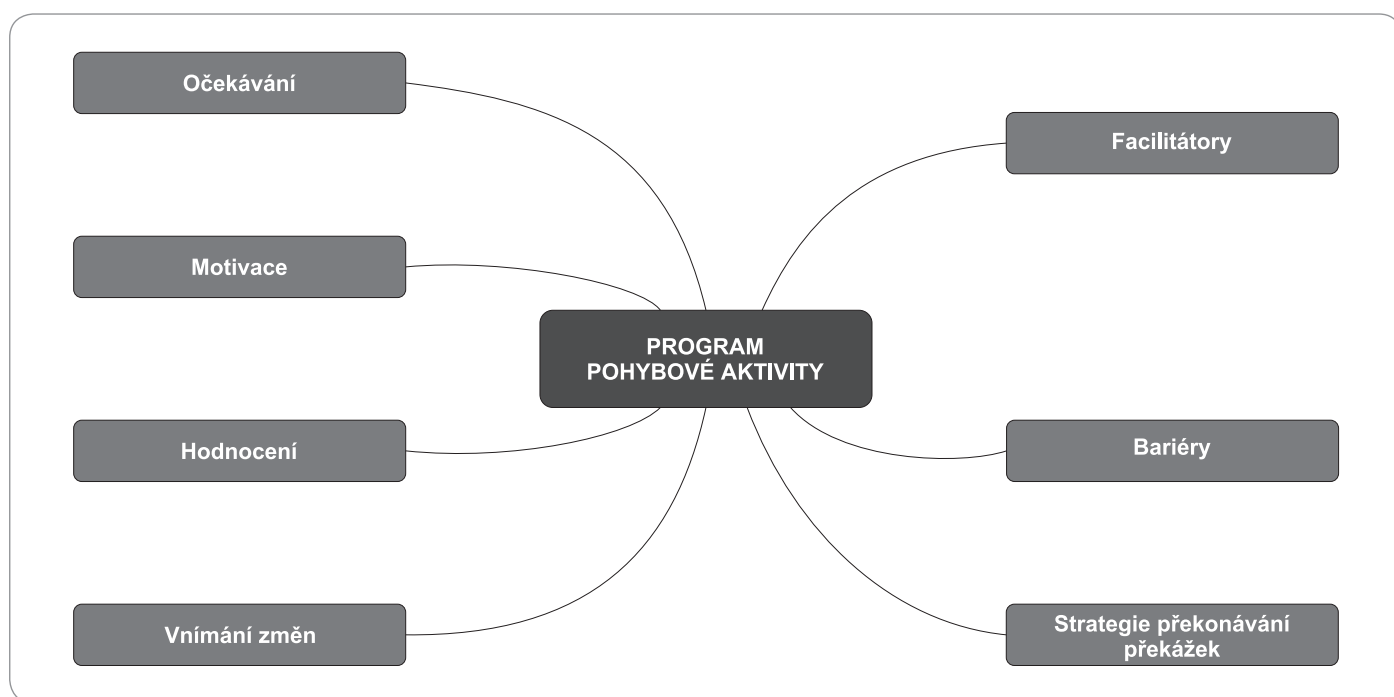 Očekávání
Motivace
Hodnocení
Vnímání změn
PROGRAM
POHYBOVÉ AKTIVITY
Facilitátory
Bariéry
Strategie překonávání
překážek